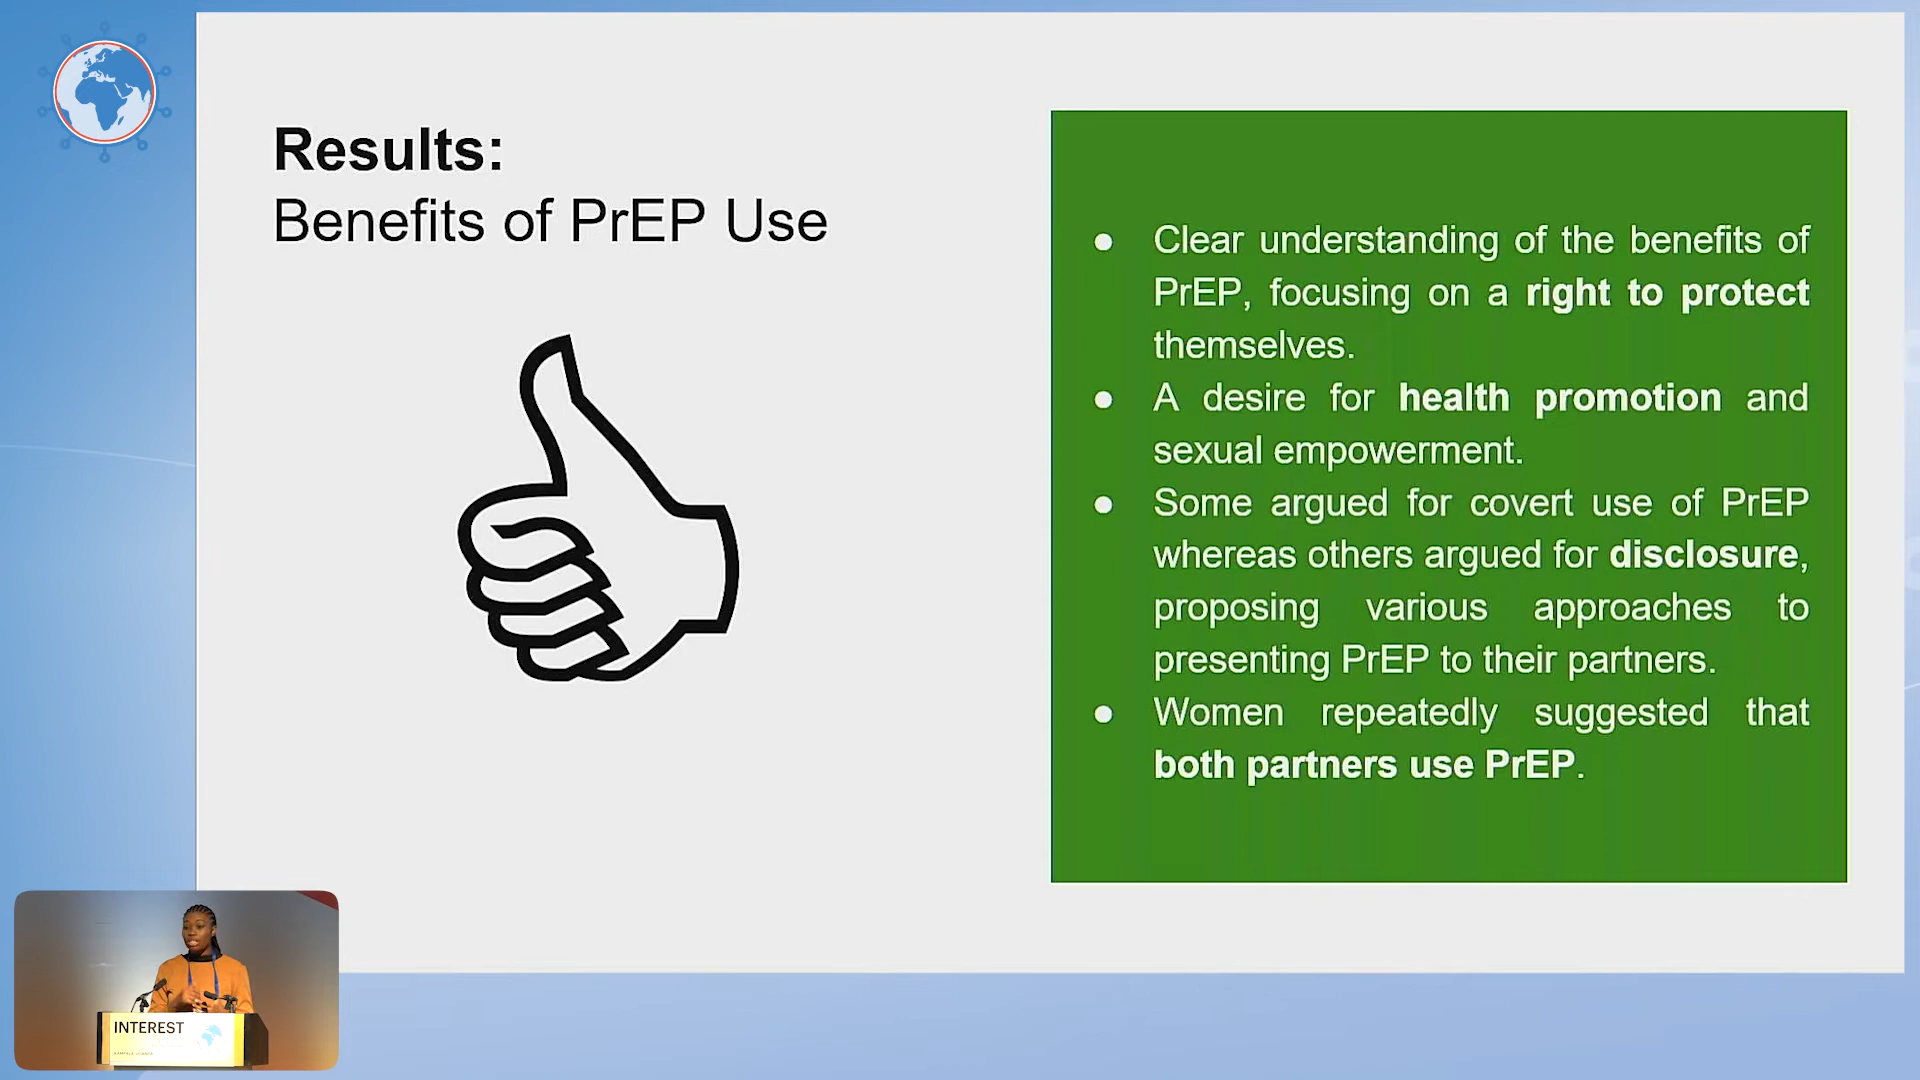 Results:
Benefits of PrEP Use
● Clear understanding of the benefits of
PrEP, focusing on a right to protect
themselves.
● A desire for health promotion and
sexual empowerment.
● Some argued for covert use of PrEP
whereas others argued for disclosure,
proposing various approaches to
presenting PrEP to their partners.
● Women repeatedly suggested that
both partners use PrEP.
INTEREST